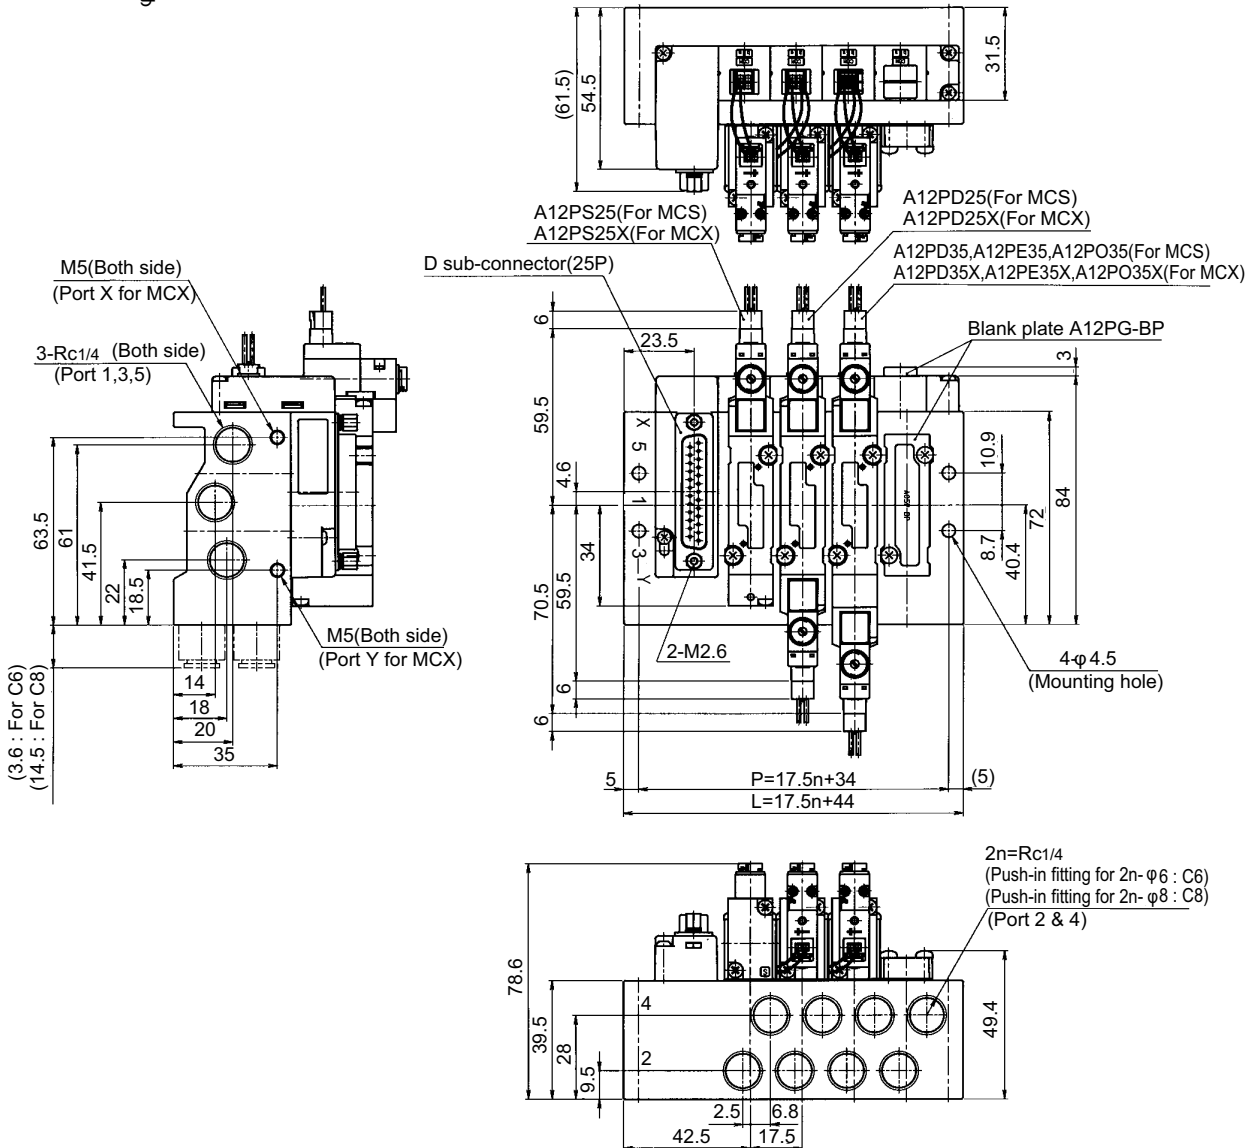 31.5
(61.5)
54.5
A12PS25(For MCS)
A12PS25X(For MCX)
A12PD25(For MCS)
A12PD25X(For MCX)
A12PD35,A12PE35,A12PO35(For MCS)
A12PD35X,A12PE35X,A12PO35X(For MCX)
D sub-connector(25P)
M5(Both side)
(Port X for MCX)
3-Rc1/4 (Both side)
(Port 1,3,5)
Blank plate A12PG-BP
6
23.5
3
59.5
X
5
1
3
Y
4.6
10.9
8.7
34
40.4
72
84
70.5
59.5
6
6
63.5
61
41.5
22
18.5
M5(Both side)
(Port Y for MCX)
2-M2.6
4-φ4.5
(Mounting hole)
14
18
20
35
(3.6 : For C6)
(14.5 : For C8)
5
P=17.5n+34
(5)
L=17.5n+44
2n=Rc1/4
(Push-in fitting for 2n-φ6 : C6)
(Push-in fitting for 2n-φ8 : C8)
(Port 2 & 4)
S
78.6
39.5
28
9.5
4
2
49.4
2.5
6.8
42.5
17.5